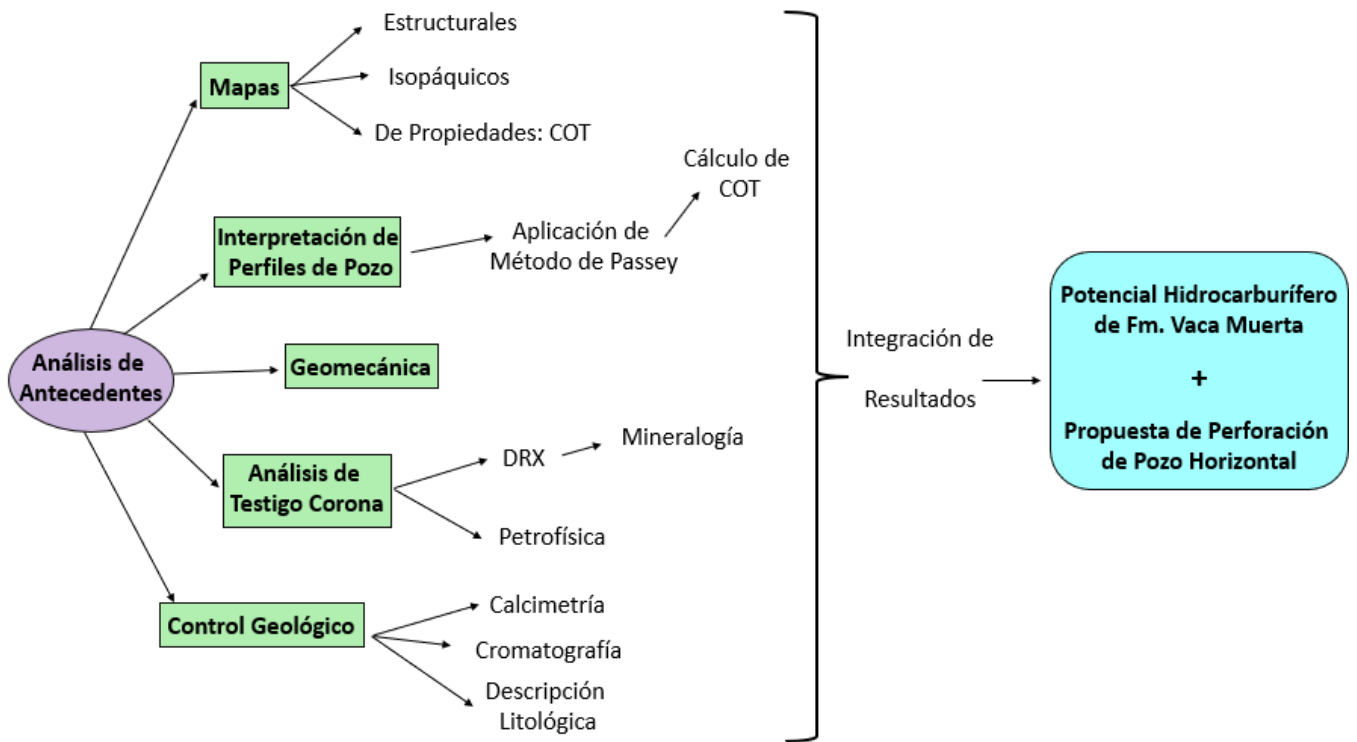 Análisis de
Antecedentes
Mapas
Estructurales
Isopáquicos
De Propiedades: COT
Interpretación de
Perfiles de Pozo
Aplicación de
Método de Passey
Cálculo de
COT
Geomecánica
Análisis de
Testigo Corona
DRX
Mineralogía
Petrofísica
Control Geológico
Calcimetría
Cromatografía
Descripción
Litológica
Integración de
Resultados
Potencial Hidrocarburífero
de Fm. Vaca Muerta
+
Propuesta de Perforación
de Pozo Horizontal